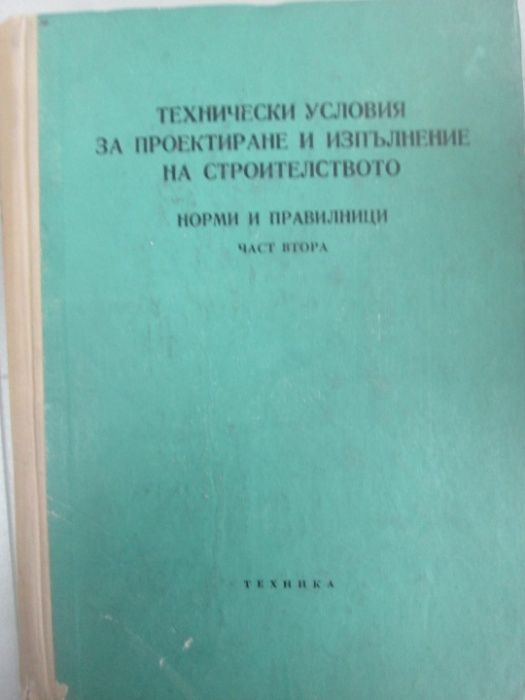 ТЕХНИЧЕСКИ УСЛОВИЯ
ЗА ПРОЕКТИРАНЕ И ИЗПЪЛНЕНИЕ
НА СТРОИТЕЛСТВОТО
НОРМИ И ПРАВИЛНИЦИ
ЧАСТ ВТОРА
ТЕХНИКА